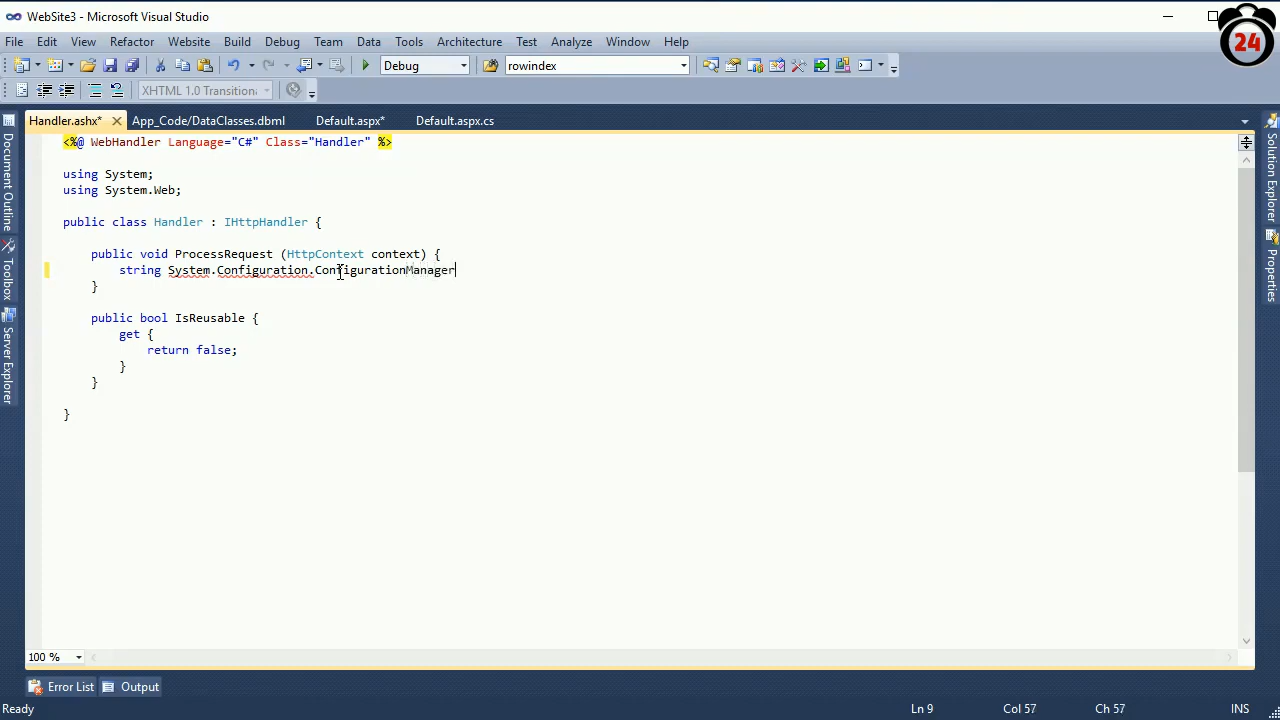 WebSite3 - Microsoft Visual Studio
24
File Edit View Refactor Website Build Debug Team Data Tools Architecture Test Analyze Window Help
Debug rowindex
XHTML 1.0 Transitiona
Handler.ashx* App_Code/DataClasses.dbml Default.aspx* Default.aspx.cs
<%@ WebHandler Language="C#" Class="Handler" %>
using System;
using System.Web;
public class Handler : IHttpHandler {
public void ProcessRequest (HttpContext context) {
string System.Configuration.ConfigurationManager
}
public bool IsReusable {
get {
return false;
}
}
}
Document Outline
Toolbox
Server Explorer
Solution Explorer
Properties
100 %
Error List Output
Ready Ln 9 Col 57 Ch 57 INS